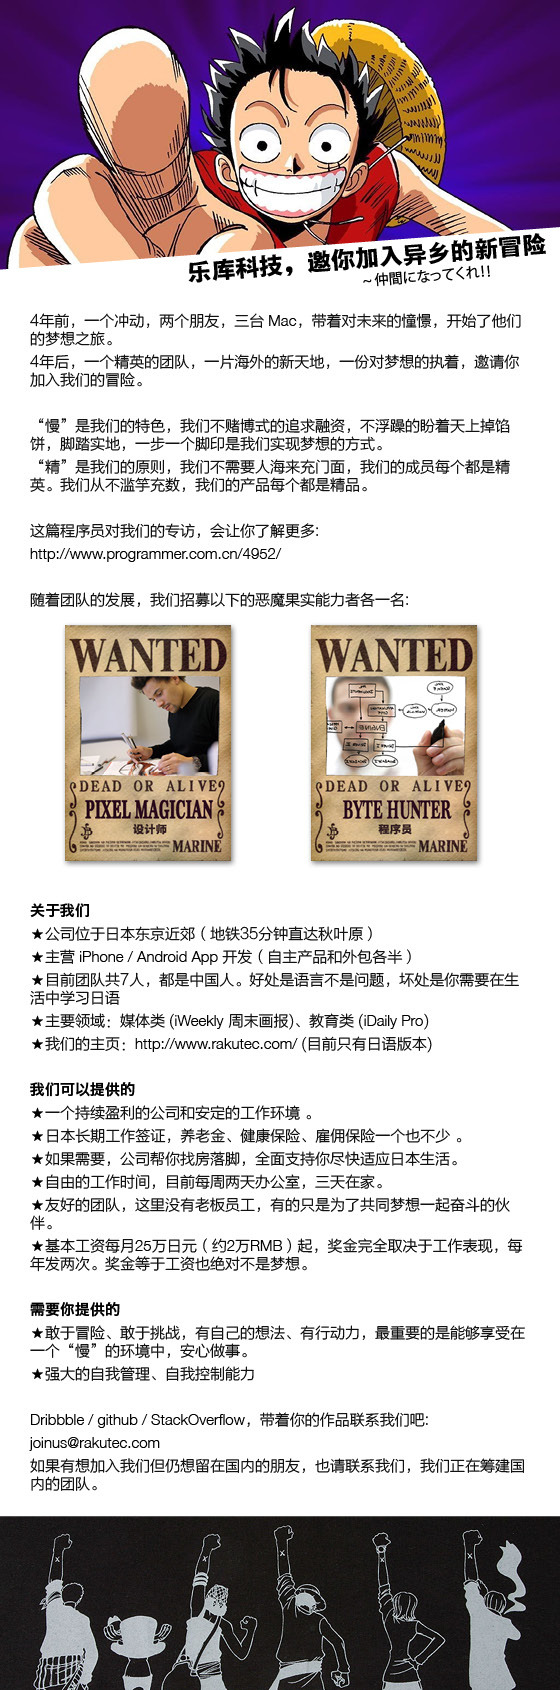 乐库科技，邀你加入异乡的新冒险
~ 仲間になってくれ!!
4年前，一个冲动，两个朋友，三台 Mac，带着对未来的憧憬，开始了他们
的梦想之旅。
4年后，一个精英的团队，一片海外的新天地，一份对梦想的执着，邀请你
加入我们的冒险。
“慢”是我们的特色，我们不赌博式的追求融资，不浮躁的盼着天上掉馅
饼，脚踏实地，一步一个脚印是我们实现梦想的方式。
“精”是我们的原则，我们不需要人海来充门面，我们的成员每个都是精
英。我们从不滥竽充数，我们的产品每个都是精品。
这篇程序员对我们的专访，会让你了解更多:
http://www.programmer.com.cn/4952/
随着团队的发展，我们招募以下的恶魔果实能力者各一名:
WANTED
DEAD OR ALIVE
PIXEL MAGICIAN
设计师
MARINE
WANTED
DEAD OR ALIVE
BYTE HUNTER
程序员
MARINE
关于我们
★公司位于日本东京近郊（地铁35分钟直达秋叶原）
★主营 iPhone / Android App 开发（自主产品和外包各半）
★目前团队共7人，都是中国人。好处是语言不是问题，坏处是你需要在生
活中学习日语
★主要领域：媒体类 (iWeekly 周末画报)、教育类 (iDaily Pro)
★我们的主页：http://www.rakutec.com/ (目前只有日语版本)
我们可以提供的
★一个持续盈利的公司和安定的工作环境 。
★日本长期工作签证，养老金、健康保险、雇佣保险一个也不少 。
★如果需要，公司帮你找房落脚，全面支持你尽快适应日本生活。
★自由的工作时间，目前每周两天办公室，三天在家。
★友好的团队，这里没有老板员工，有的只是为了共同梦想一起奋斗的伙
伴。
★基本工资每月25万日元（约2万RMB）起，奖金完全取决于工作表现，每
年发两次。奖金等于工资也绝对不是梦想。
需要你提供的
★敢于冒险、敢于挑战，有自己的想法、有行动力，最重要的是能够享受在
一个“慢”的环境中，安心做事。
★强大的自我管理、自我控制能力
Dribbble / github / StackOverflow，带着你的作品联系我们吧:
joinus@rakutec.com
如果有想加入我们但仍想留在国内的朋友，也请联系我们，我们正在筹建国
内的团队。